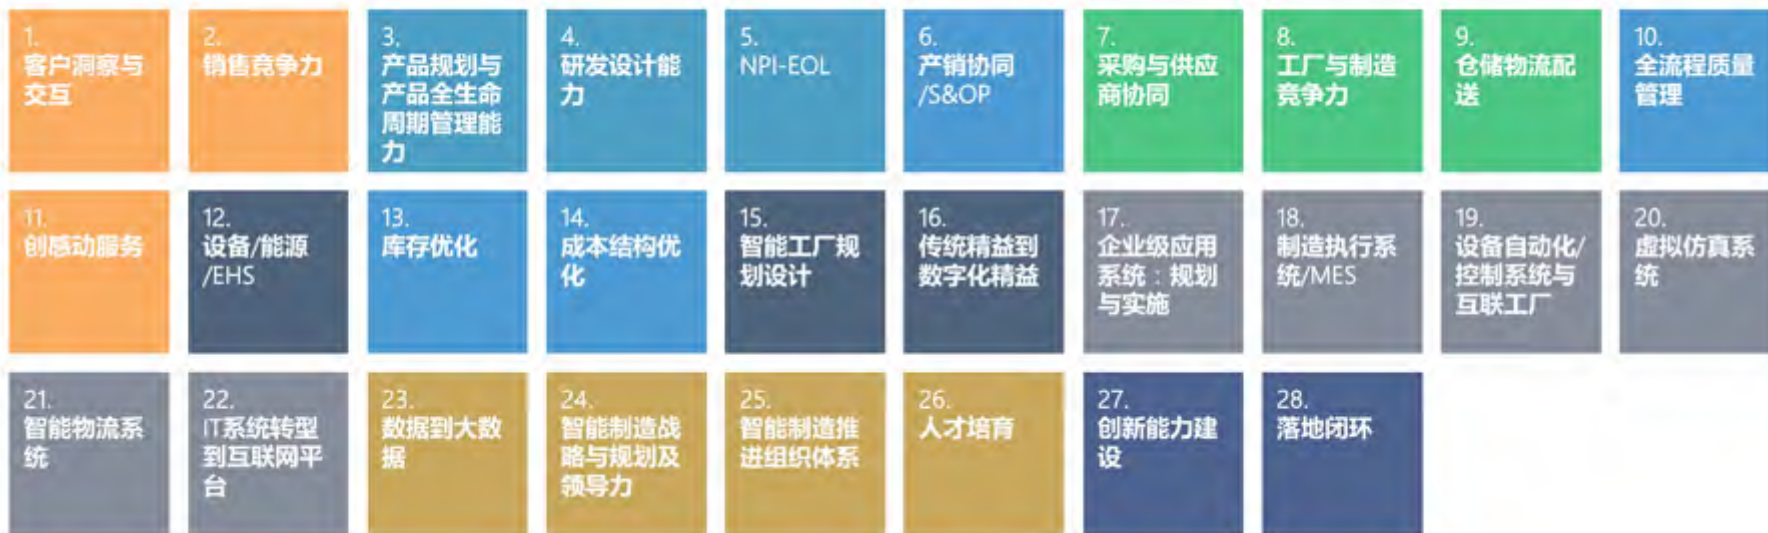 1.
客户洞察与
交互
2.
销售竞争力
3.
产品规划与
产品全生命
周期管理能
力
4.
研发设计能
力
5.
NPI-EOL
6.
产销协同
/S&OP
7.
采购与供应
商协同
8.
工厂与制造
竞争力
9.
仓储物流配
送
10.
全流程质量
管理
11.
创感动服务
12.
设备/能源
/EHS
13.
库存优化
14.
成本结构优
化
15.
智能工厂规
划设计
16.
传统精益到
数字化精益
17.
企业级应用
系统：规划
与实施
18.
制造执行系
统/MES
19.
设备自动化/
控制系统与
互联工厂
20.
虚拟仿真系
统
21.
智能物流系
统
22.
IT系统转型
到互联网平
台
23.
数据到大数
据
24.
智能制造战
略与规划及
领导力
25.
智能制造推
进组织体系
26.
人才培育
27.
创新能力建
设
28.
落地闭环